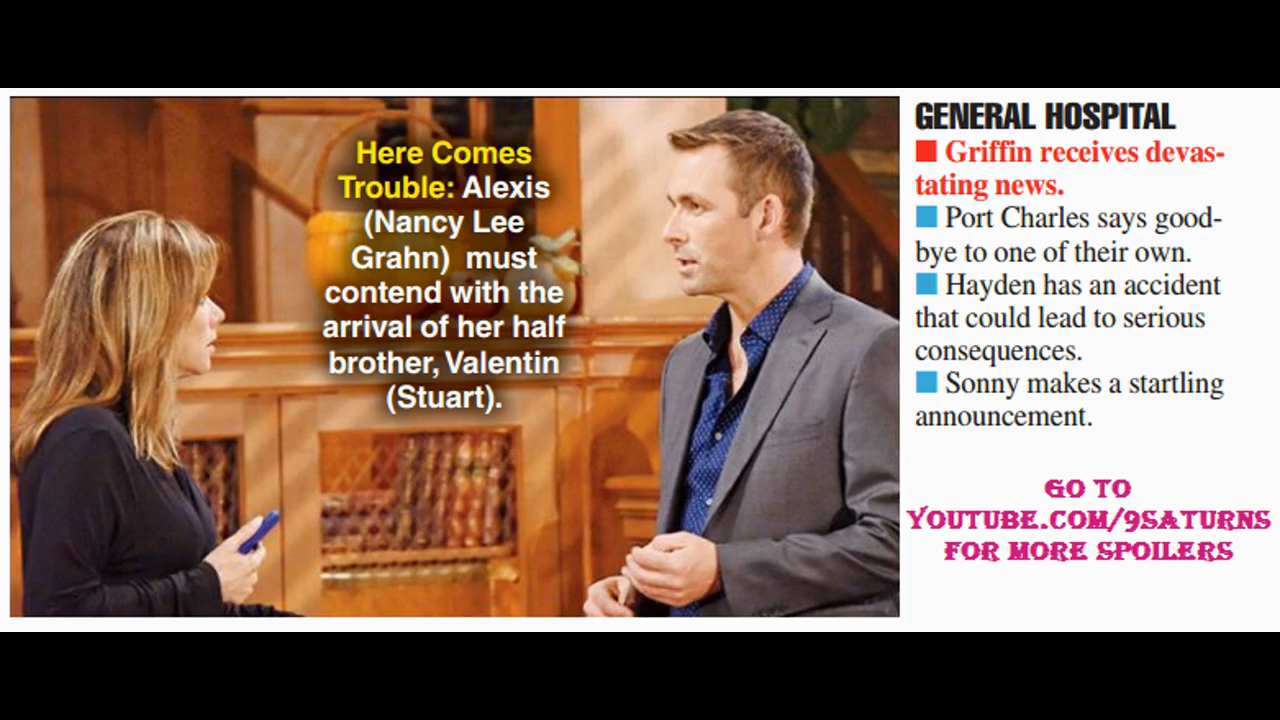 Here Comes
Trouble: Alexis
(Nancy Lee
Grahn) must
contend with the
arrival of her half
brother, Valentin
(Stuart).
GENERAL HOSPITAL
■ Griffin receives devas-
tating news.
■ Port Charles says good-
bye to one of their own.
■ Hayden has an accident
that could lead to serious
consequences.
■ Sonny makes a startling
announcement.
GO TO
YOUTUBE.COM/9SATURNS
FOR MORE SPOILERS